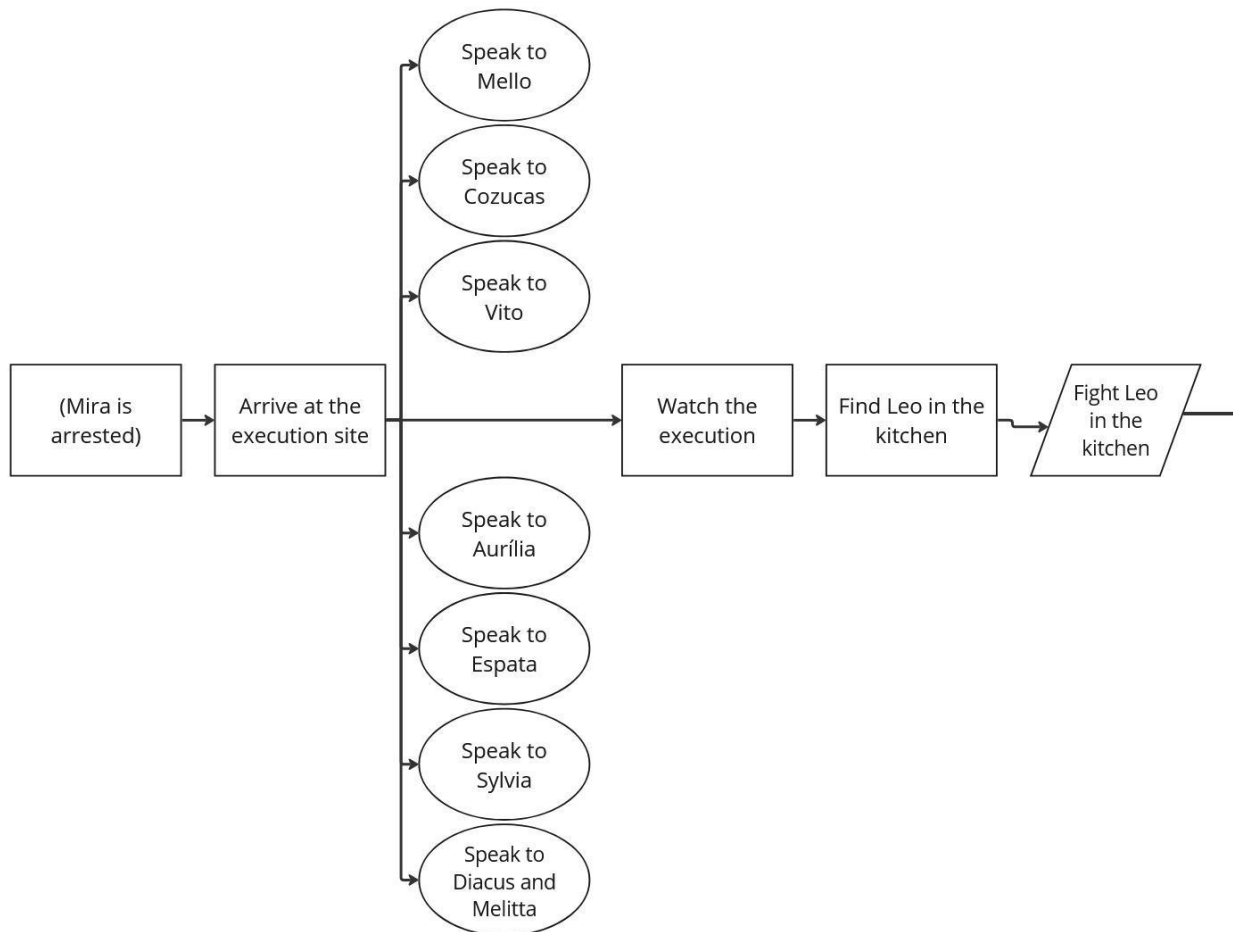 Speak to
Mello
Speak to
Cozucas
Speak to
Vito
(Mira is
arrested)
Arrive at the
execution site
Watch the
execution
Find Leo in the
kitchen
Fight Leo
in the
kitchen
Speak to
Aurília
Speak to
Espata
Speak to
Sylvia
Speak to
Diacus and
Melitta